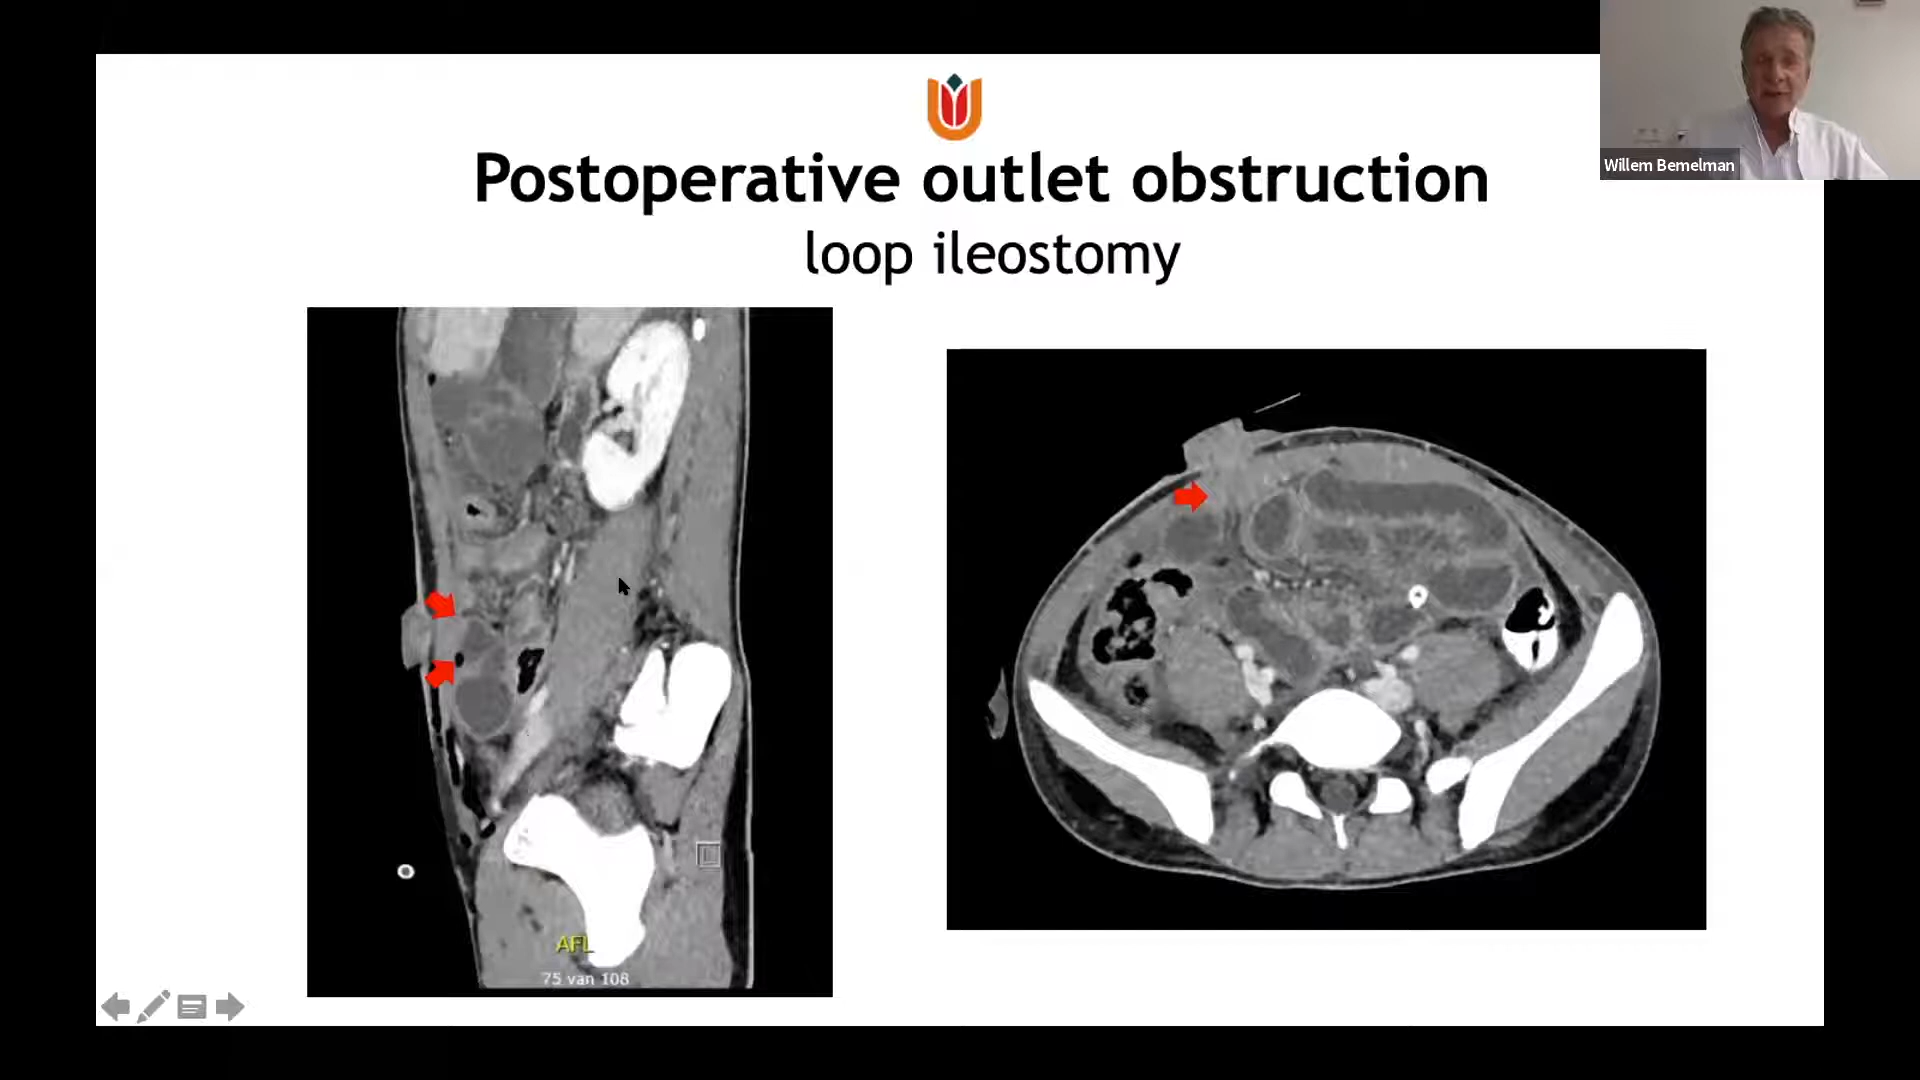 Postoperative outlet obstruction
loop ileostomy
Willem Bemelman
L
AFL
75 van 108